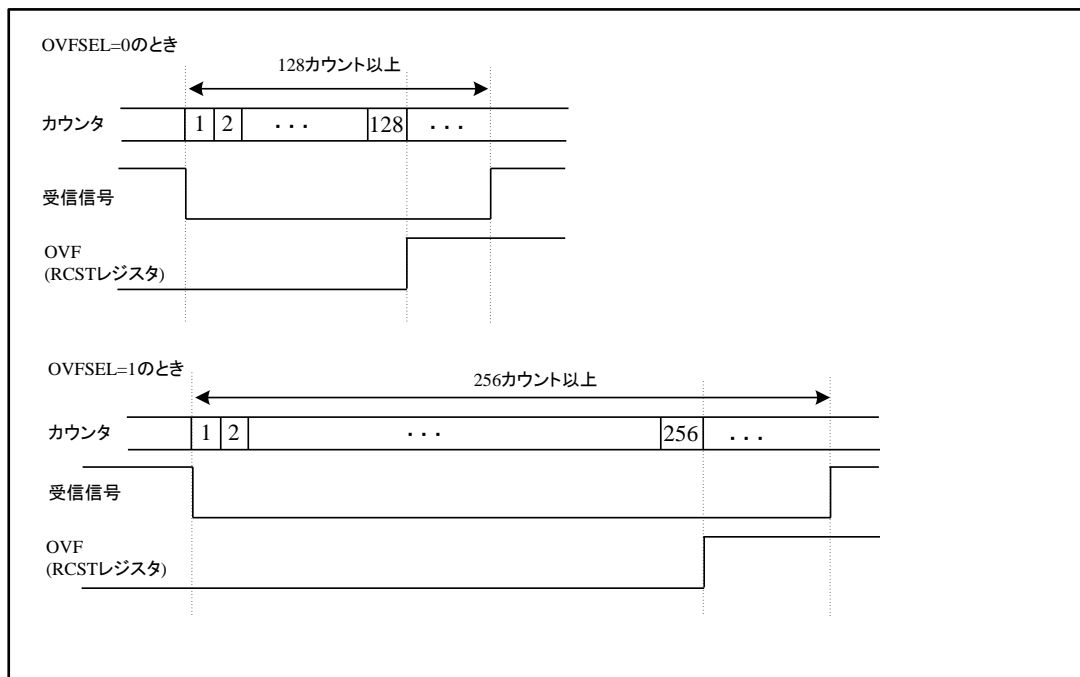 OVFSEL=0のとき
128カウント以上
カウンタ 1 2 ・・・ 128 ・・・
受信信号
OVF
(RCSTレジスタ)
OVFSEL=1のとき
256カウント以上
カウンタ 1 2 ・・・ 256 ・・・
受信信号
OVF
(RCSTレジスタ)